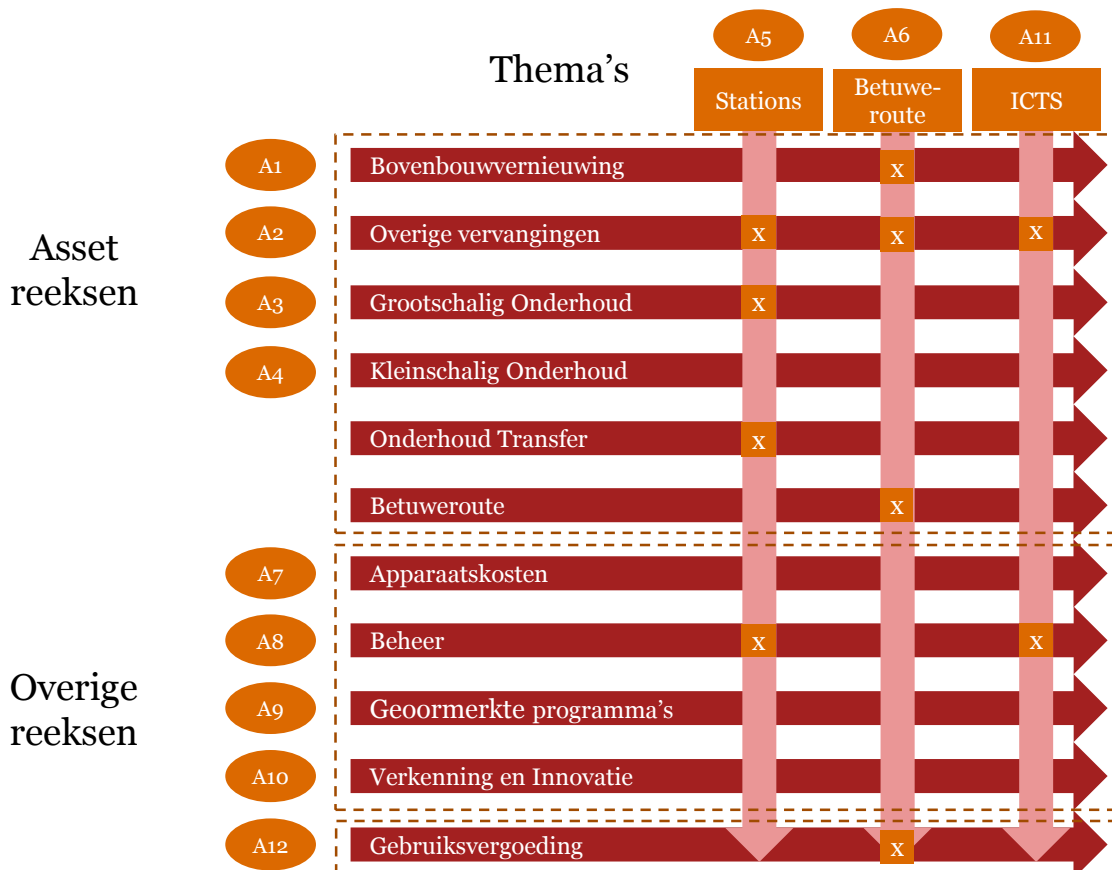 A5
A6
A11
Thema's
Stations
Betuwe-
route
ICTS
A1
Bovenbouwvernieuwing
x
A2
Overige vervangingen
x
x
x
Asset
reeksen
A3
Grootschalig Onderhoud
x
A4
Kleinschalig Onderhoud
Onderhoud Transfer
x
Betuweroute
x
A7
Apparaatskosten
A8
Beheer
x
x
Overige
reeksen
A9
Geoormerkte programma's
A10
Verkenning en Innovatie
A12
Gebruiksvergoeding
x